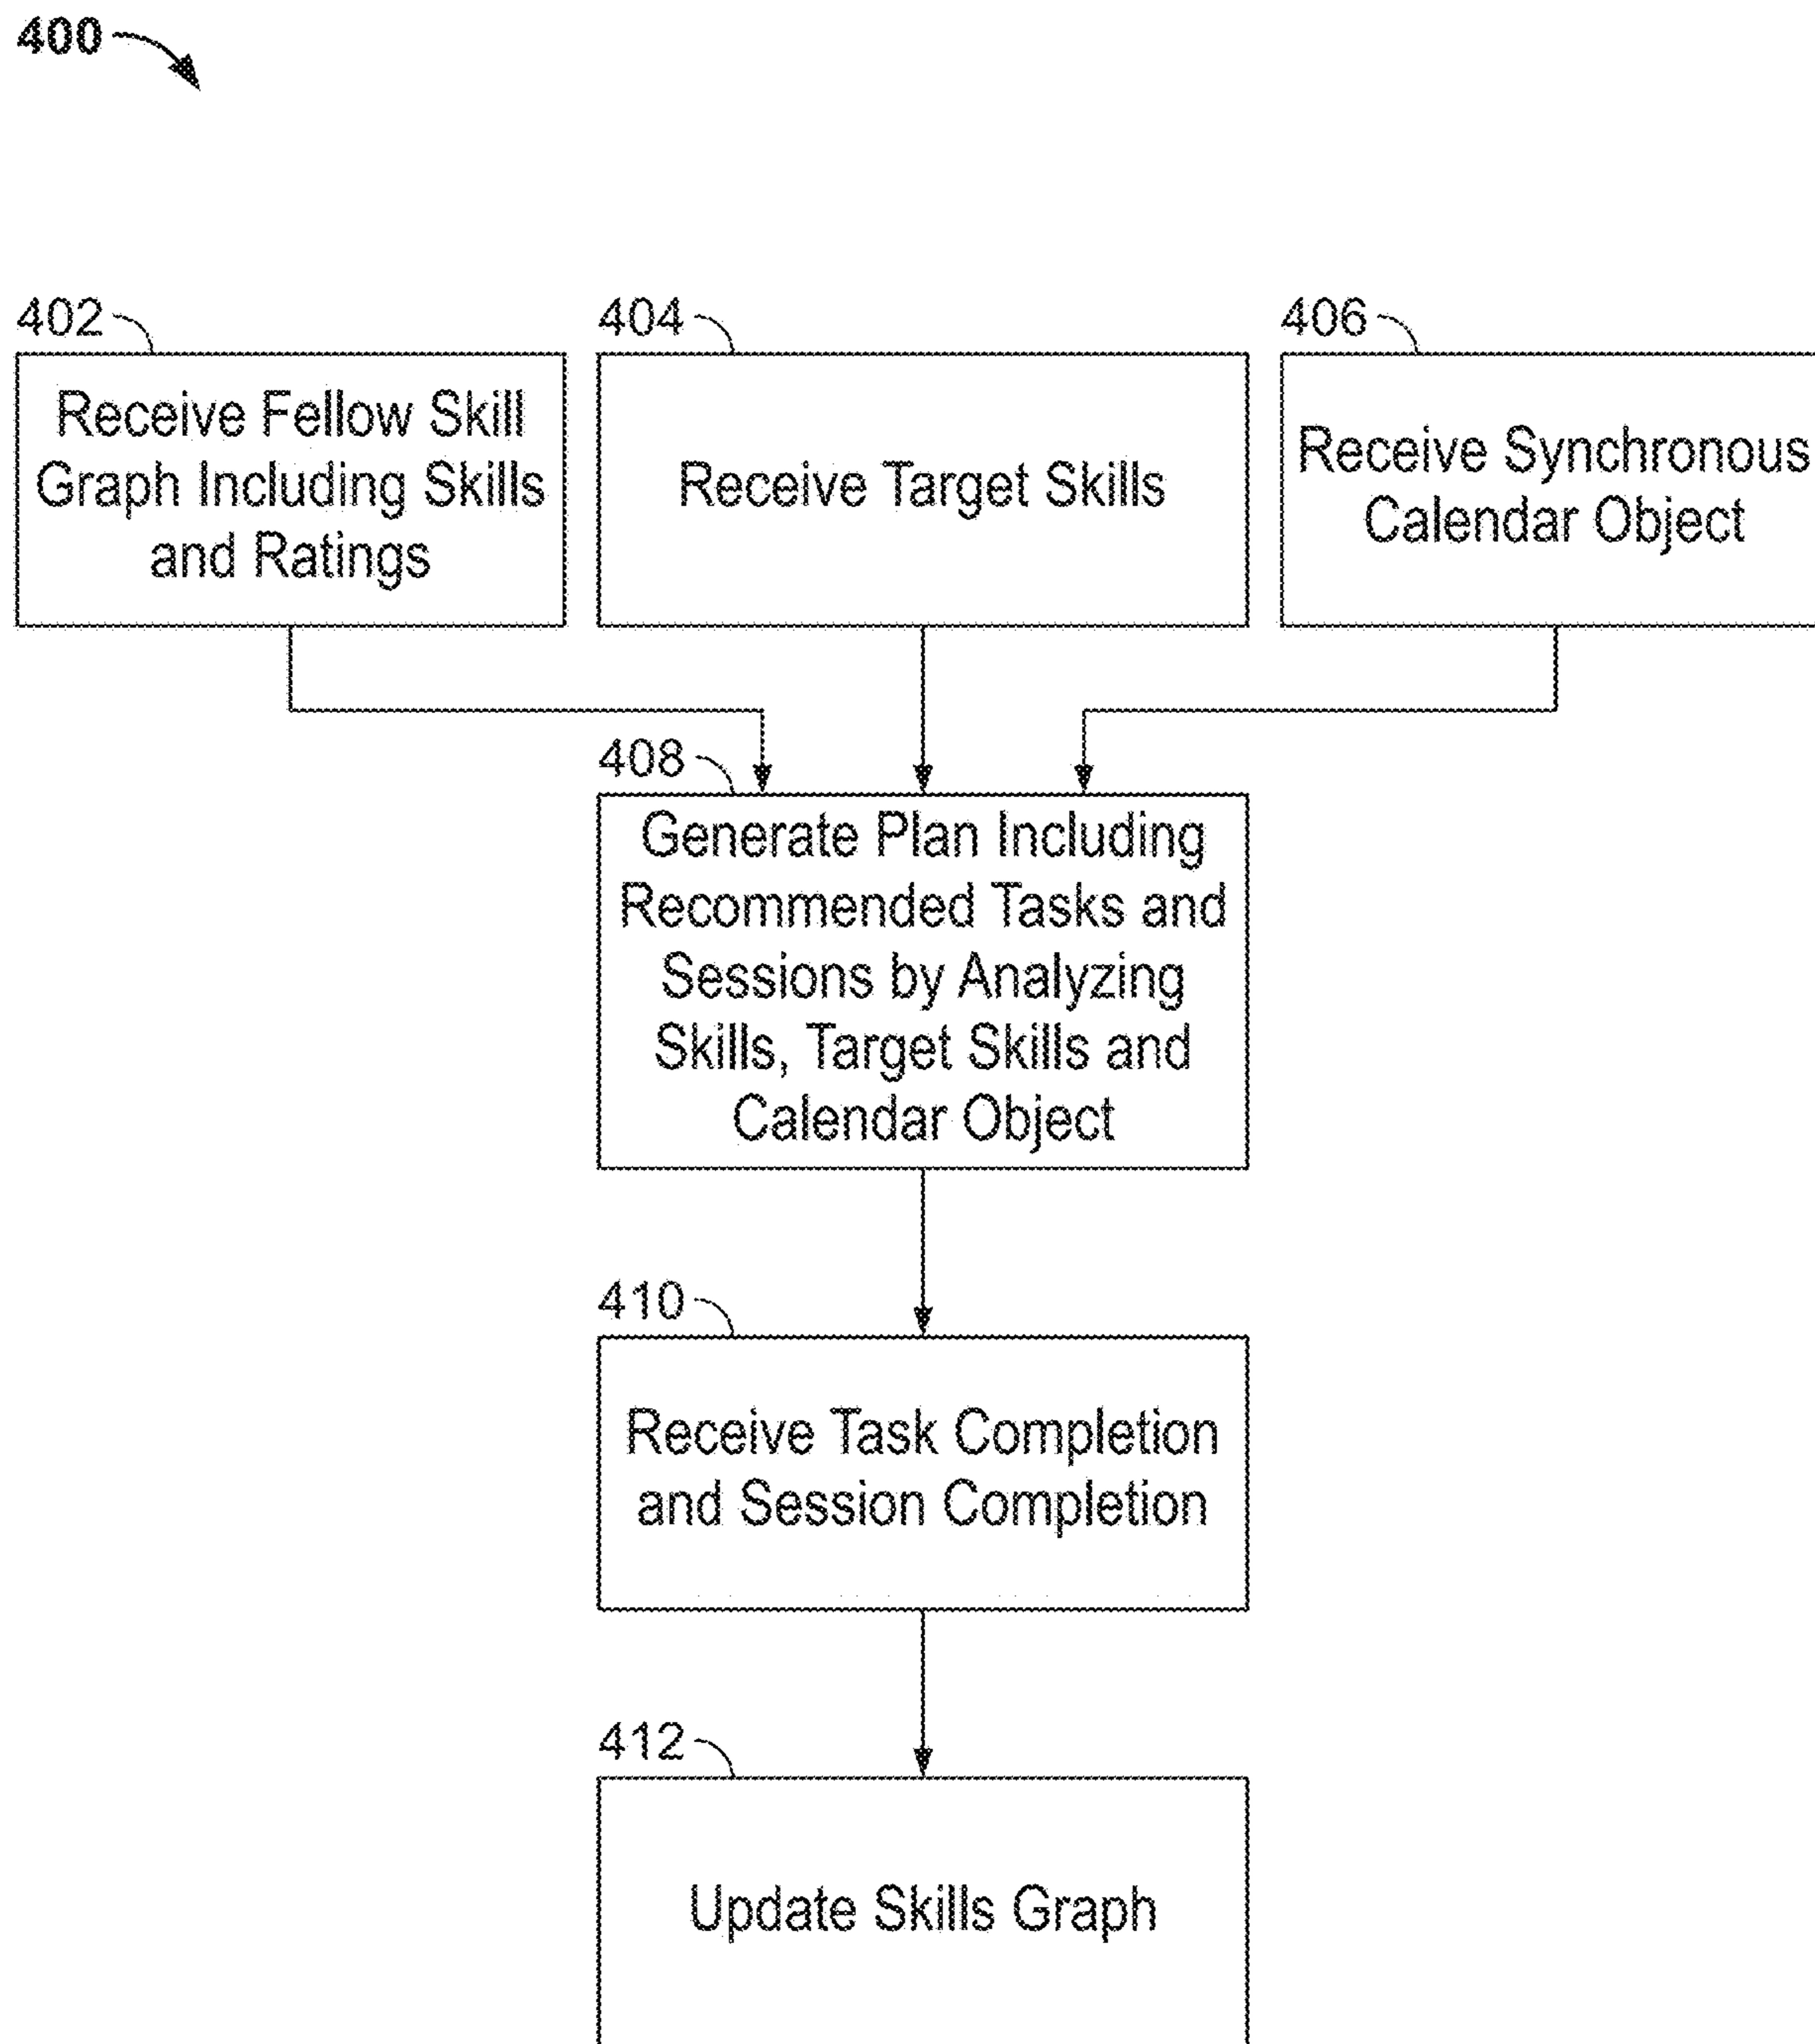 400
402
Receive Fellow Skill
Graph Including Skills
and Ratings
404
Receive Target Skills
406
Receive Synchronous
Calendar Object
408
Generate Plan Including
Recommended Tasks and
Sessions by Analyzing
Skills, Target Skills and
Calendar Object
410
Receive Task Completion
and Session Completion
412
Update Skills Graph